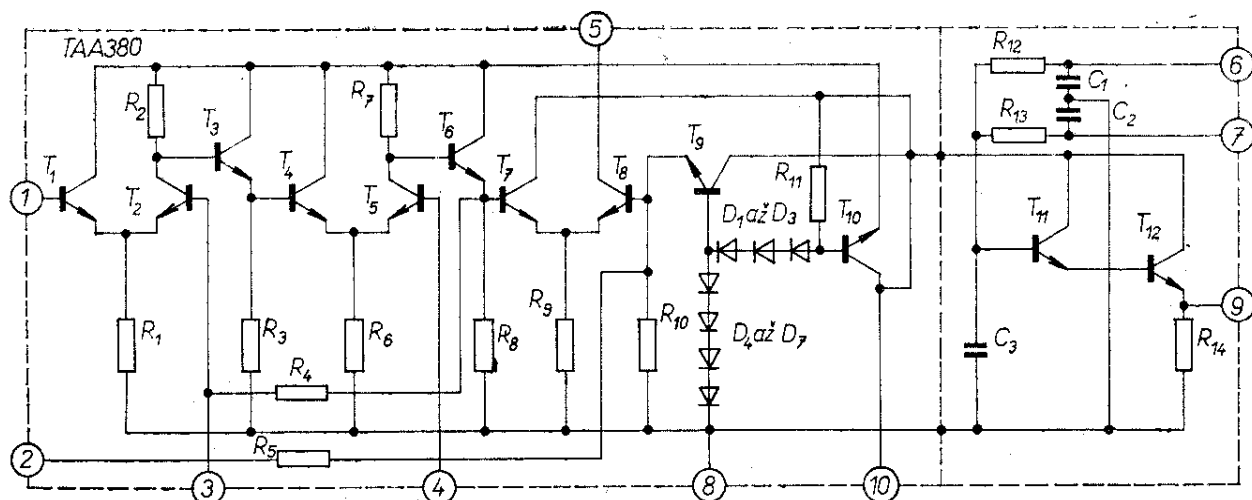 TAA380
5
R12
6
C1
R2
R7
C2
T3
T6
R13
7
T9
T1
T7
T8
1
T2
T4
T5
R11
D1 až D3
T10
T11
T12
9
R1
R3
R6
R8
R9
R10
D4 až D7
C3
R14
R4
R5
2
3
4
8
10